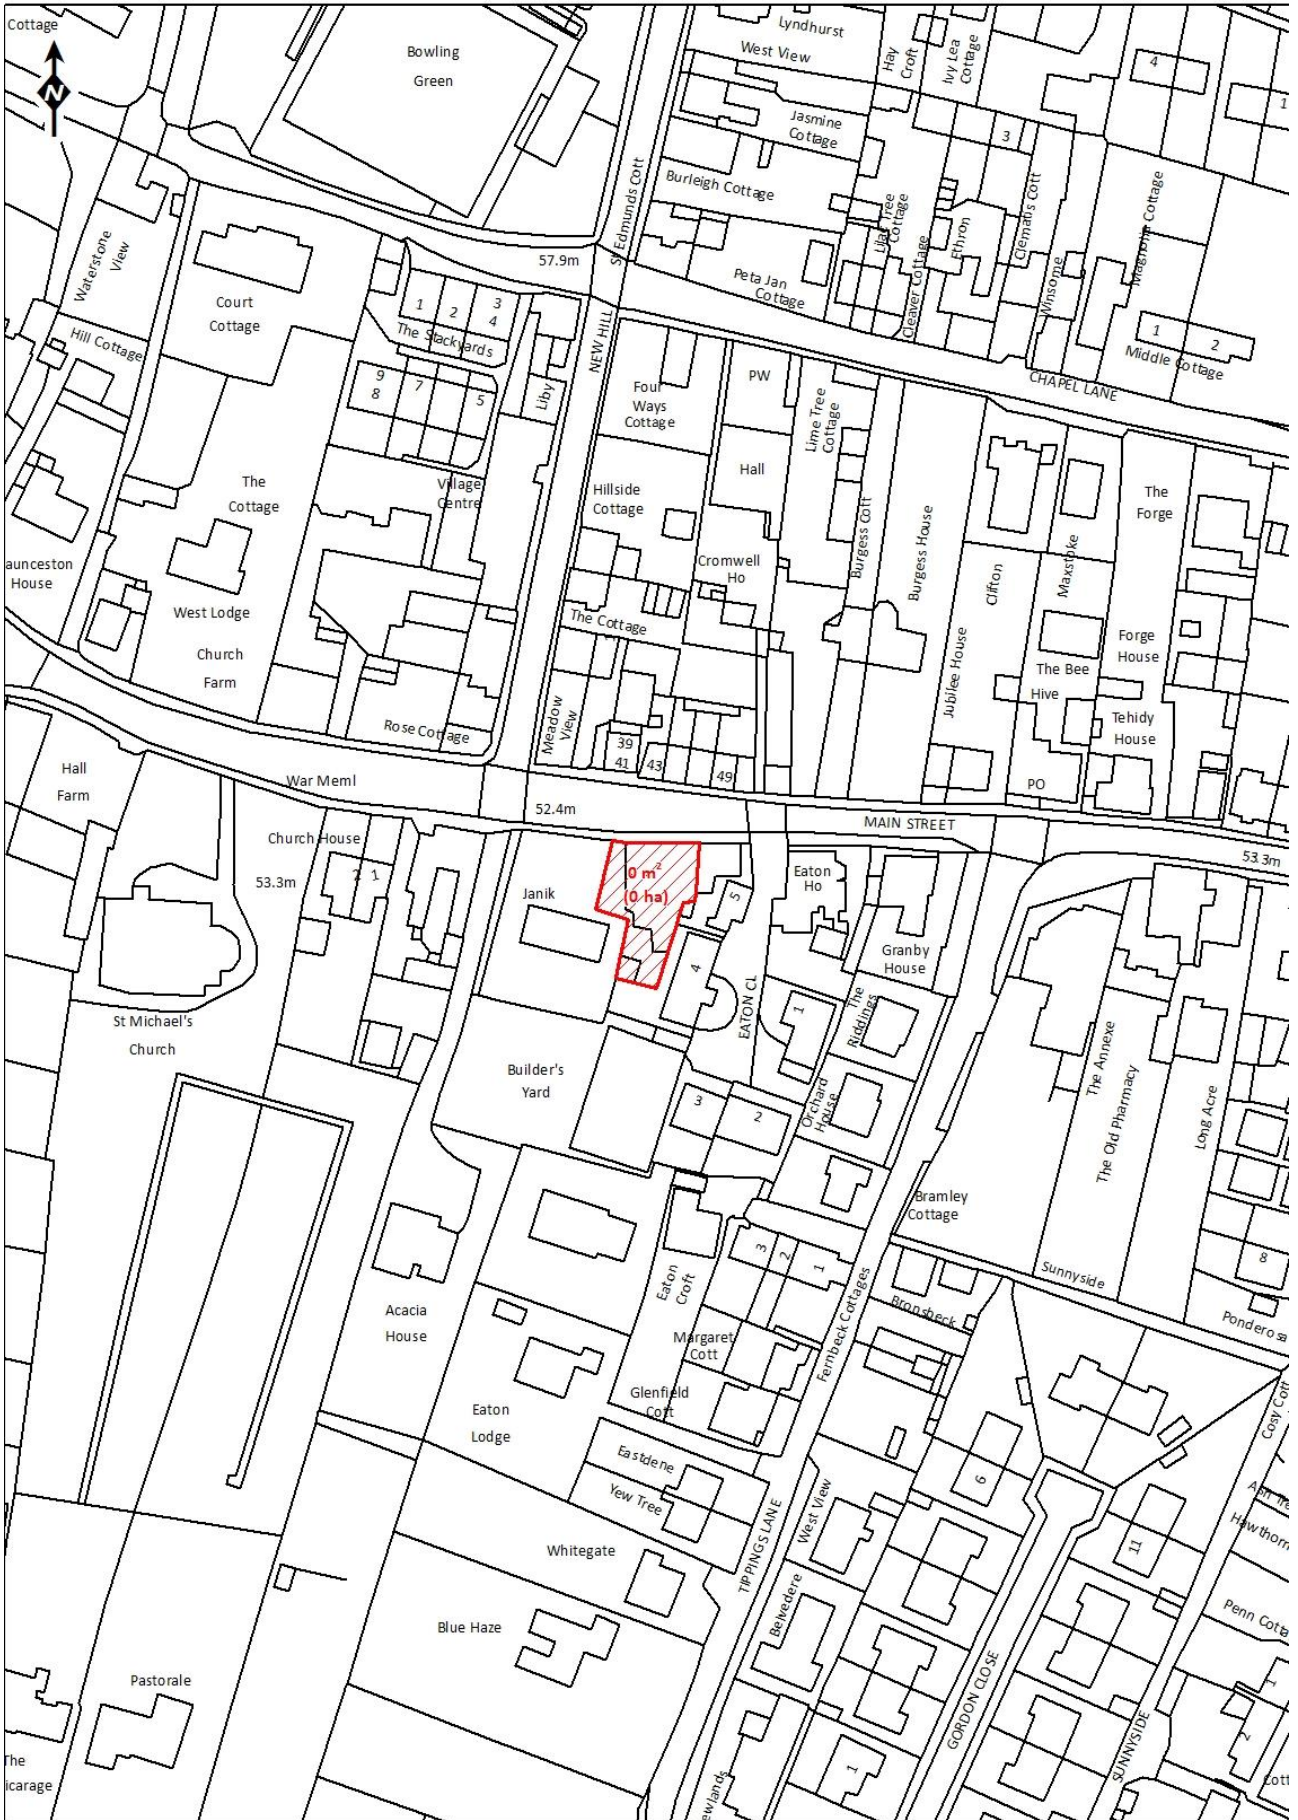 Cottage
N
Bowling
Green
Lyndhurst
West View
Hay
Croft
Ivy Lea
Cottage
4
1
Jasmine
Cottage
3
Burleigh Cottage
St Edmunds Cott
Lilac Tree
Cottage
Ethron
Clematis Cott
Magnolia Cottage
Waterstone
View
57.9m
Peta Jan
Cottage
Cleaver Cottage
Winsome
Court
Cottage
1
2
3
4
The Stackyards
Hill Cottage
NEW HILL
1
2
Middle Cottage
9
8
7
5
Liby
Four
Ways
Cottage
PW
CHAPEL LANE
Lime Tree
Cottage
The
Cottage
Village
Centre
Hillside
Cottage
Hall
The
Forge
Burgess Cott
Burgess House
aunceston
House
Cromwell
Ho
Clifton
Maxstoke
West Lodge
The Cottage
Church
Farm
Forge
House
Jubilee House
The Bee
Hive
Rose Cottage
Meadow
View
Tehidy
House
39
41
43
49
Hall
Farm
War Meml
PO
52.4m
MAIN STREET
Church House
53.3m
53.3m
2
1
Janik
0 m²
(0 ha)
5
Eaton
Ho
Granby
House
4
EATON CL
1
The
Riddings
St Michael's
Church
Builder's
Yard
3
2
Orchard
House
The Annexe
The Old Pharmacy
Long Acre
Bramley
Cottage
3
2
1
8
Sunnyside
Eaton
Croft
Acacia
House
Bronsbeck
Ponderosa
Margaret
Cott
Fernbeck Cottages
Glenfield
Cott
Eaton
Lodge
Cosy Cott
Eastdene
Yew Tree
6
West View
Hawthorn
TIPPINGS LANE
Whitegate
11
Belvedere
Penn Cotta
Blue Haze
GORDON CLOSE
Pastorale
1
2
SUNNYSIDE
The
icarage
1
ewlands
Cott